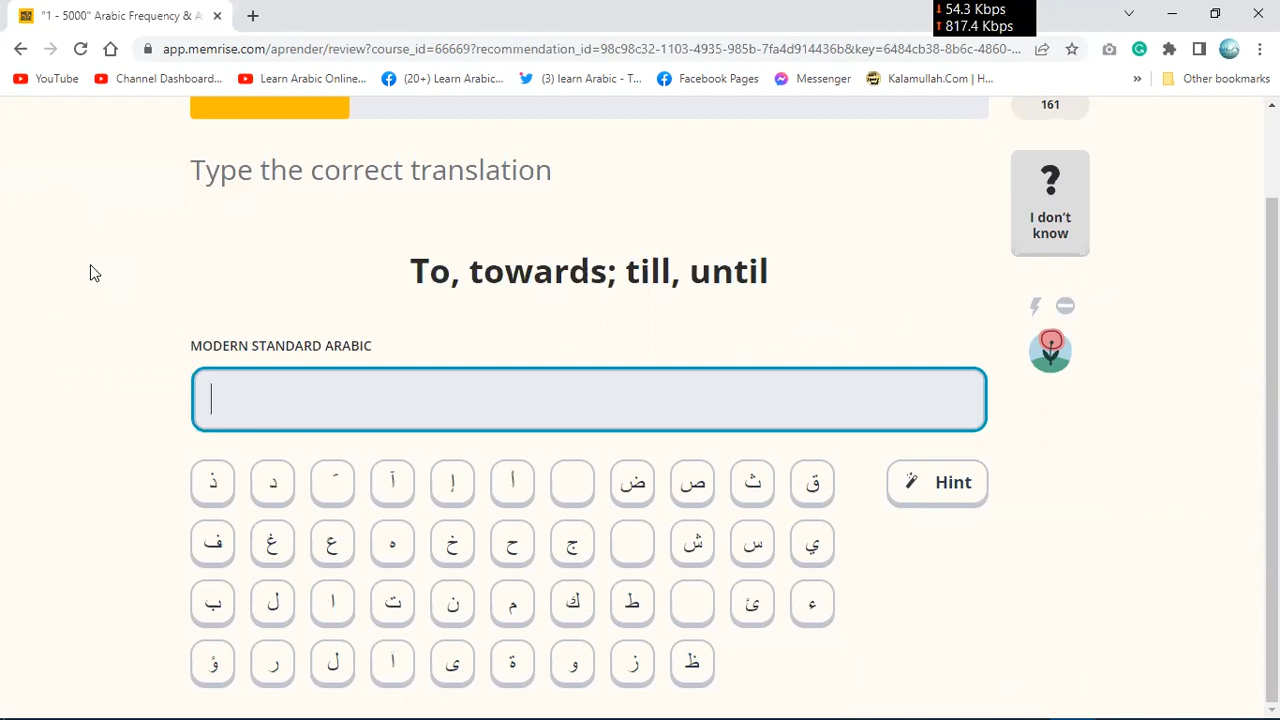 "1 - 5000" Arabic Frequency & A
54.3 Kbps
817.4 Kbps
app.memrise.com/aprender/review?course_id=60669?recommendation_id=98c98c32-1103-4935-985b-7fa4d914436b&key=6484cb38-8b6c-4860-...
YouTube
Channel Dashboard...
Learn Arabic Online...
(20+) Learn Arabic...
(3) learn Arabic - T...
Facebook Pages
Messenger
Kalamullah.Com | H...
»
Other bookmarks
161
Type the correct translation
?
I don't
know
To, towards; till, until
MODERN STANDARD ARABIC
ذ د َ آ إ أ ض ص ث ق
Hint
ف غ ع ه خ ح ج ش س ي
ب ل ا ت ن م ك ط ئ ء
ؤ ر ل ى ة و ز ظ